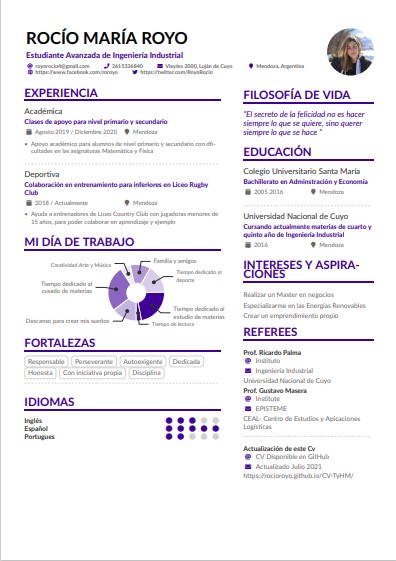 ROCÍO MARÍA ROYO
Estudiante Avanzada de Ingeniería Industrial
royorocio4@gmail.com 2615336840 Vieytes 2000, Luján de Cuyo Mendoza, Argentina
https://www.facebook.com/roroyo https://twitter.com/RoyoRocio
EXPERIENCIA
Académica
Clases de apoyo para nivel primario y secundario
Agosto 2019 / Diciembre 2020 Mendoza
• Apoyo académico para alumnos de nivel primario y secundario con difi-
cultades en las asignaturas Matemática y Física
Deportiva
Colaboración en entrenamiento para inferiores en Liceo Rugby
Club
2018 / Actualmente Mendoza
• Ayuda a entrenadores de Liceo Country Club con jugadores menores de
15 años, para poder colaborar en aprendizaje y ejemplo
MI DÍA DE TRABAJO
Familia y amigos
Creatividad Arte y Música
Tiempo dedicado al
deporte
Tiempo dedicado al
cusado de materias
Tiempo dedicado al
estudio de materias
Descanso para crear mis sueños
Tiempo de lectura
FORTALEZAS
Responsable Perseverante Autoexigente Dedicada
Honesta Con iniciativa propia Disciplina
IDIOMAS
Inglés
Español
Portugues
FILOSOFÍA DE VIDA
"El secreto de la felicidad no es hacer
siempre lo que se quiere, sino querer
siempre lo que se hace "
EDUCACIÓN
Colegio Universitario Santa María
Bachillerato en Adminstración y Economía
2005 2016 Mendoza
Universidad Nacional de Cuyo
Cursando actualmente materias de cuarto y
quinto año de Ingeniería Industrial
2016 Mendoza
INTERESES Y ASPIRA-
CIONES
Realizar un Master en negocios
Especializarme en las Energías Renovables
Crear un emprendimiento propio
REFEREES
Prof. Ricardo Palma
@ Instituto
Ingeniería Industrial
Universidad Nacional de Cuyo
Prof. Gustavo Masera
@ Institute
EPISTEME
CEAL- Centro de Estudios y Apicaciones
Logísticas
Actualización de este Cv
@ CV Disponible en GitHub
Actualizado Julio 2021
https://rocioroyo.github.io/CV-TyHM/